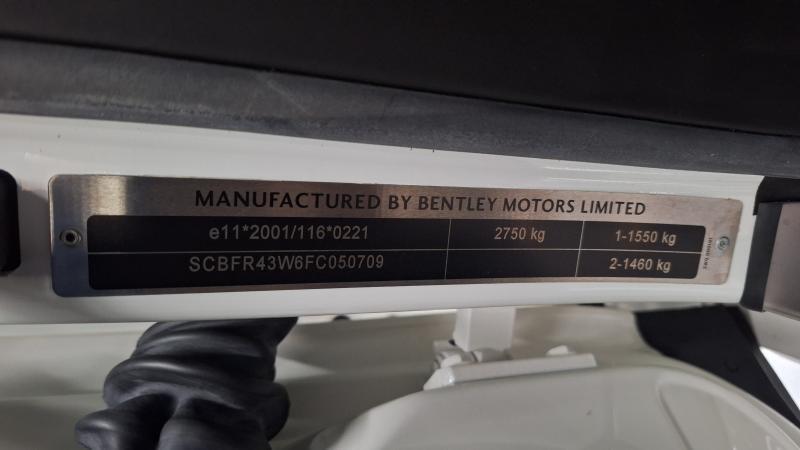 MANUFACTURED BY BENTLEY MOTORS LIMITED
e11*2001/116*0221 2750 kg 1-1550 kg
SCBFR43W6FC050709 2-1460 kg